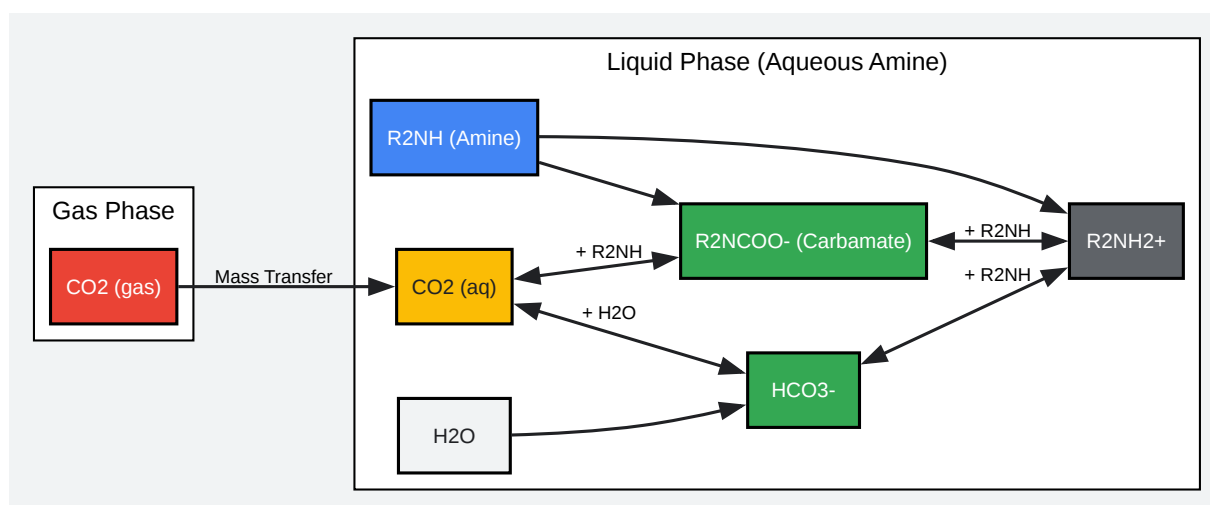 Liquid Phase (Aqueous Amine)
R2NH (Amine)
Gas Phase
CO2 (gas)
Mass Transfer
CO2 (aq)
+ R2NH
R2NCOO- (Carbamate)
+ R2NH
R2NH2+
+ R2NH
+ H2O
HCO3-
H2O